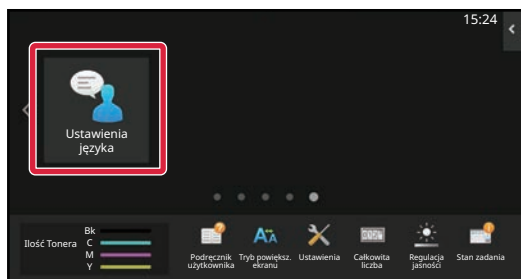 15:24
Ustawienia
języka
Ilość Tonera
Bk
C
M
Y
Podręcznik
użytkownika
Tryb powiększ.
ekranu
Ustawienia
Całkowita
liczba
Regulacja
jasności
Stan zadania